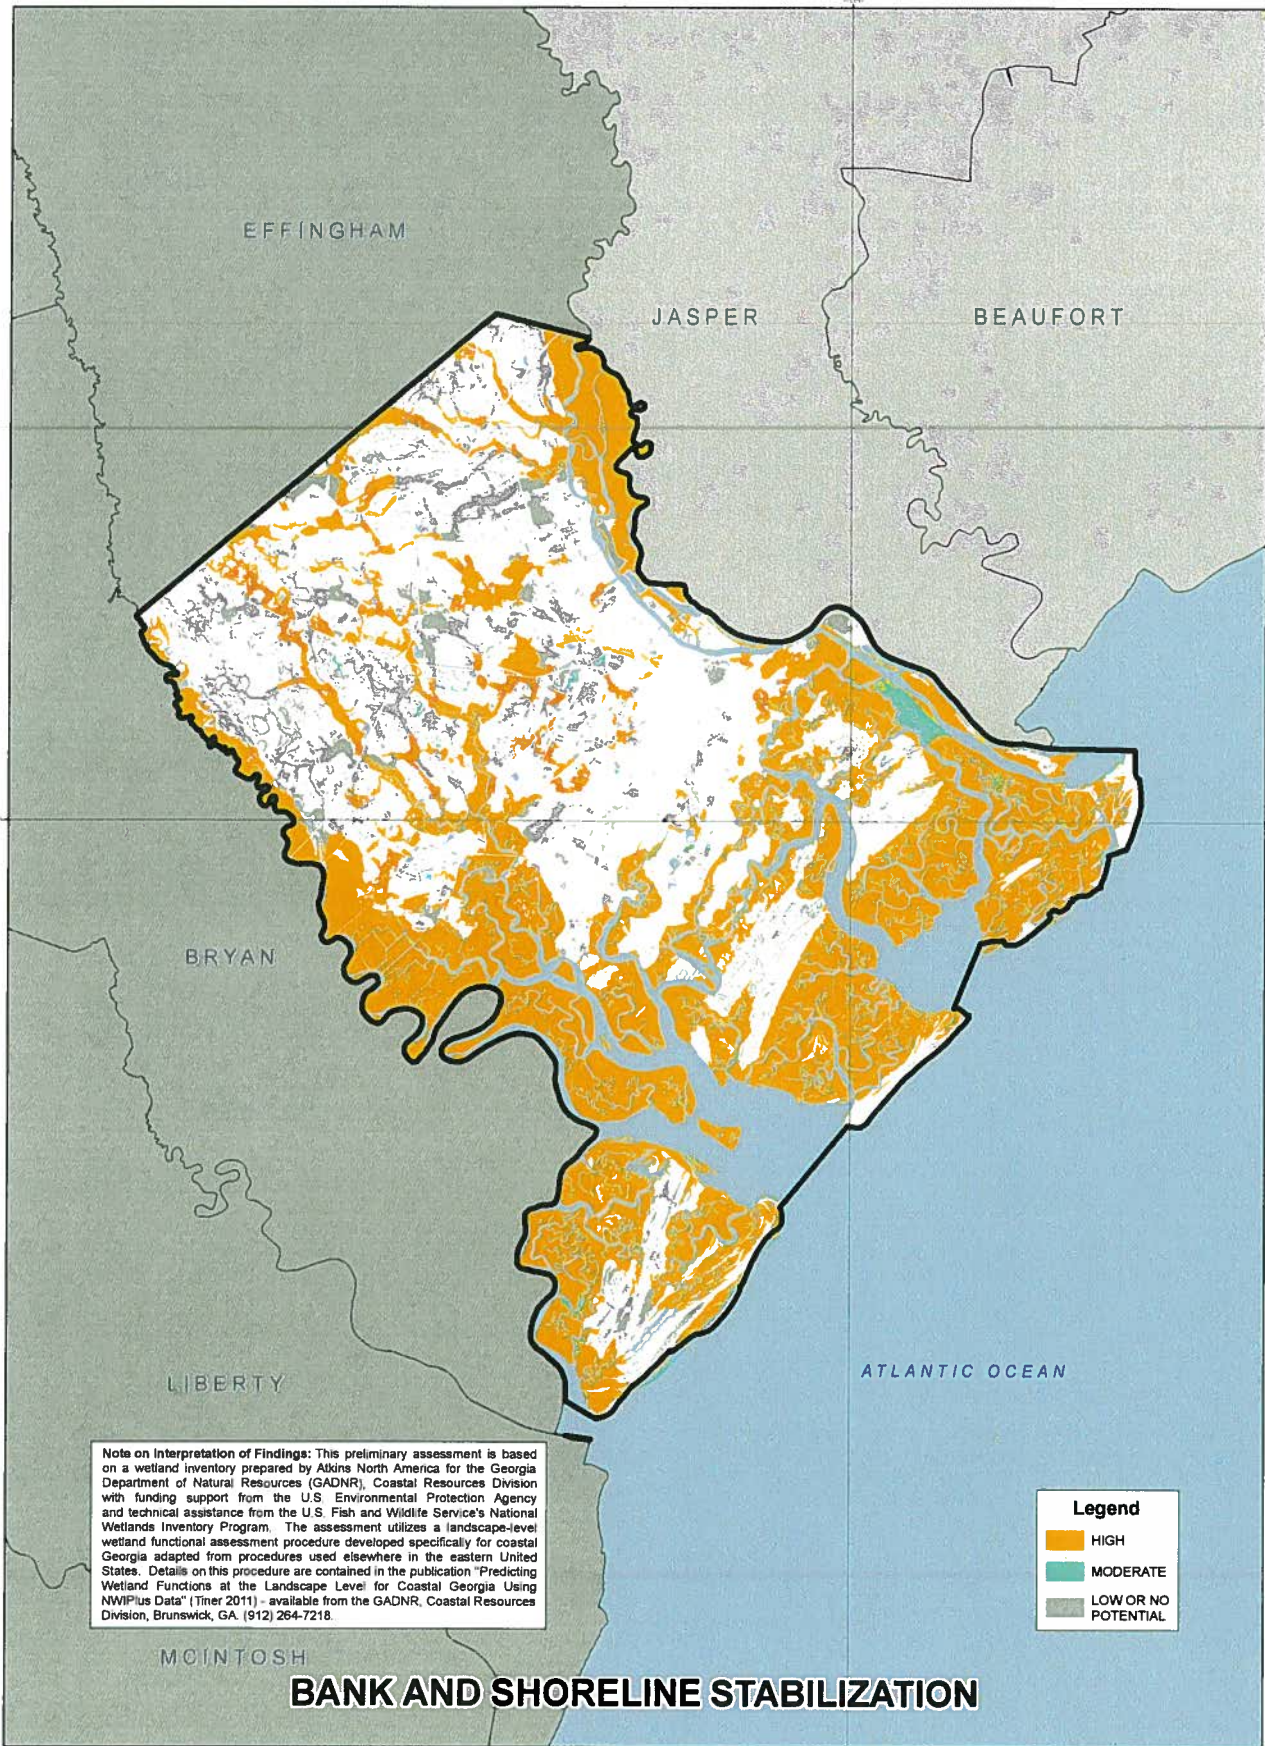 EFFINGHAM
JASPER
BEAUFORT
BRYAN
ATLANTIC OCEAN
LIBERTY
Note on Interpretation of Findings: This preliminary assessment is based
on a wetland inventory prepared by Atkins North America for the Georgia
Department of Natural Resources (GADNR), Coastal Resources Division
with funding support from the U.S. Environmental Protection Agency
and technical assistance from the U.S. Fish and Wildlife Service's National
Wetlands Inventory Program. The assessment utilizes a landscape-level
wetland functional assessment procedure developed specifically for coastal
Georgia adapted from procedures used elsewhere in the eastern United
States. Details on this procedure are contained in the publication "Predicting
Wetland Functions at the Landscape Level for Coastal Georgia Using
NWIPlus Data" (Tiner 2011) - available from the GADNR, Coastal Resources
Division, Brunswick, GA. (912) 264-7218.
Legend
HIGH
MODERATE
LOW OR NO
POTENTIAL
MCINTOSH
BANK AND SHORELINE STABILIZATION